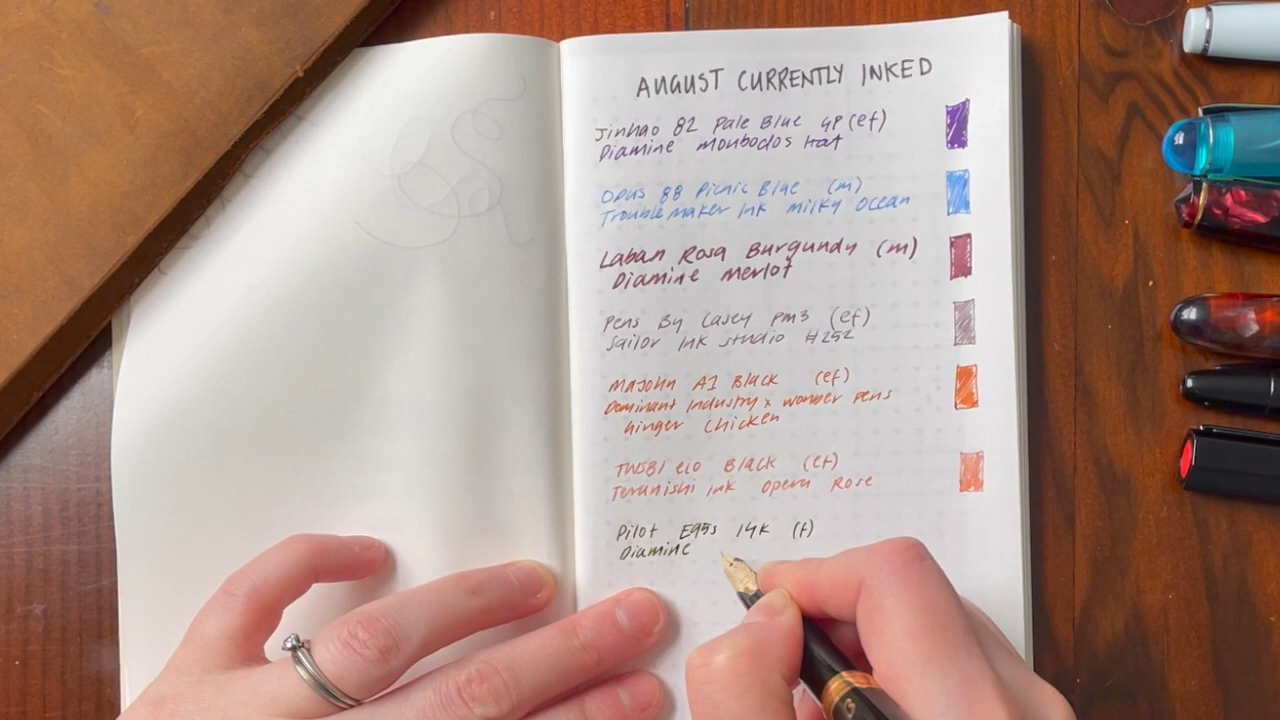 AUGUST CURRENTLY INKED
Jinhao 82 Pale Blue GP (ef)
Diamine Monbodos Hat
Opus 88 Picnic Blue (m)
Troublemaker Ink Milky Ocean
Laban Rosa Burgundy (m)
Diamine Merlot
Pens By Casey PM3 (ef)
Sailor Ink Studio #252
Majohn A1 Black (ef)
Dominant Industry x Wonder Pens
Ginger Chicken
TWSBI eco Black (ef)
Teranishi Ink Opera Rose
Pilot E95s 14K (f)
Diamine